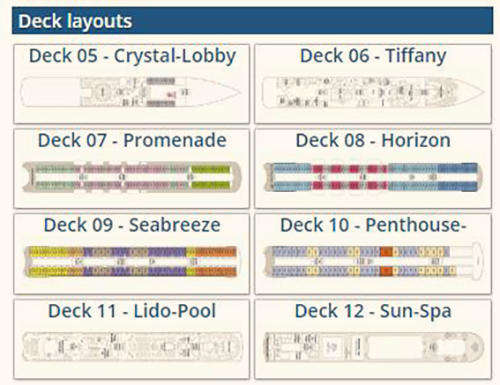 Deck layouts
Deck 05 - Crystal-Lobby
Deck 06 - Tiffany
Deck 07 - Promenade
Deck 08 - Horizon
Deck 09 - Seabreeze
Deck 10 - Penthouse-
Deck 11 - Lido-Pool
Deck 12 - Sun-Spa